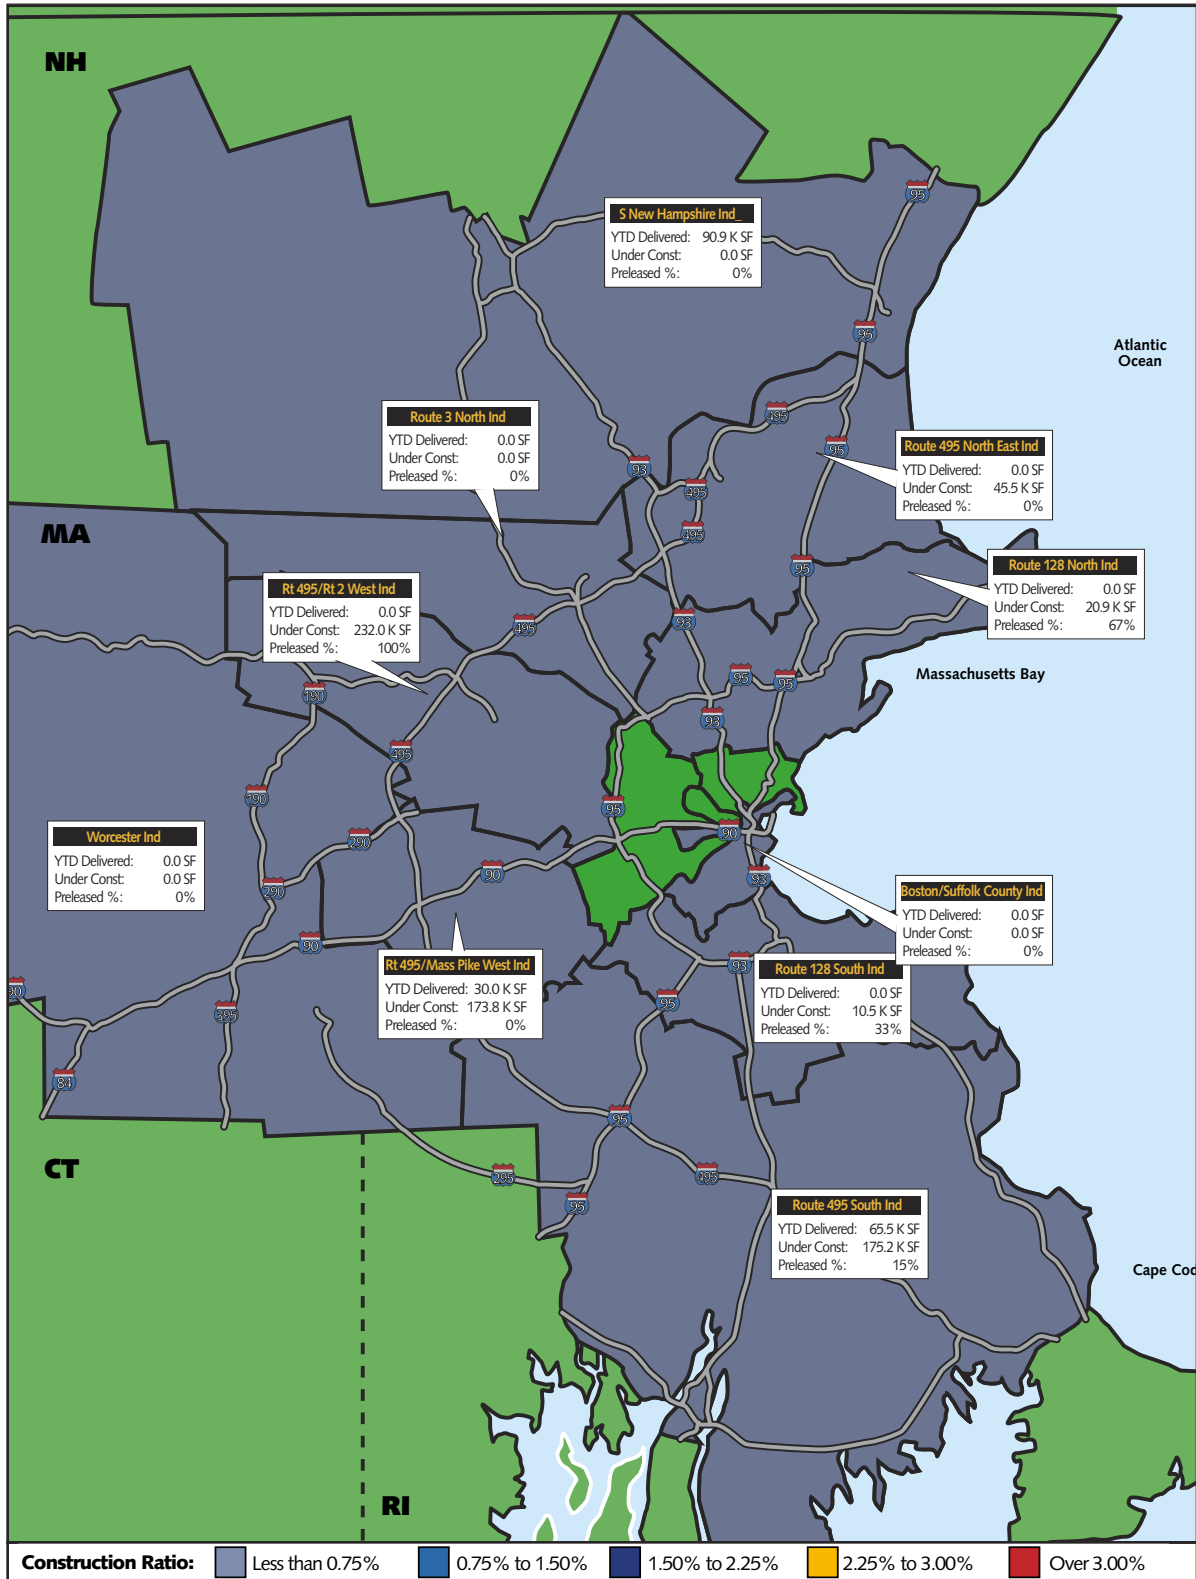 NH
95
S New Hampshire Ind_
YTD Delivered: 90.9 K SF
Under Const: 0.0 SF
Preleased %: 0%
95
Atlantic
Ocean
Route 3 North Ind
YTD Delivered: 0.0 SF
Under Const: 0.0 SF
Preleased %: 0%
495
95
Route 495 North East Ind
YTD Delivered: 0.0 SF
Under Const: 45.5 K SF
Preleased %: 0%
93
495
495
MA
95
Route 128 North Ind
YTD Delivered: 0.0 SF
Under Const: 20.9 K SF
Preleased %: 67%
Rt 495/Rt 2 West Ind
YTD Delivered: 0.0 SF
Under Const: 232.0 K SF
Preleased %: 100%
495
93
Massachusetts Bay
95
95
190
93
495
190
95
90
Worcester Ind
YTD Delivered: 0.0 SF
Under Const: 0.0 SF
Preleased %: 0%
290
90
93
290
Boston/Suffolk County Ind
YTD Delivered: 0.0 SF
Under Const: 0.0 SF
Preleased %: 0%
90
Rt 495/Mass Pike West Ind
YTD Delivered: 30.0 K SF
Under Const: 173.8 K SF
Preleased %: 0%
93
Route 128 South Ind
YTD Delivered: 0.0 SF
Under Const: 10.5 K SF
Preleased %: 33%
90
95
395
84
95
CT
295
495
95
Route 495 South Ind
YTD Delivered: 65.5 K SF
Under Const: 175.2 K SF
Preleased %: 15%
Cape Cod
RI
Construction Ratio: Less than 0.75% 0.75% to 1.50% 1.50% to 2.25% 2.25% to 3.00% Over 3.00%